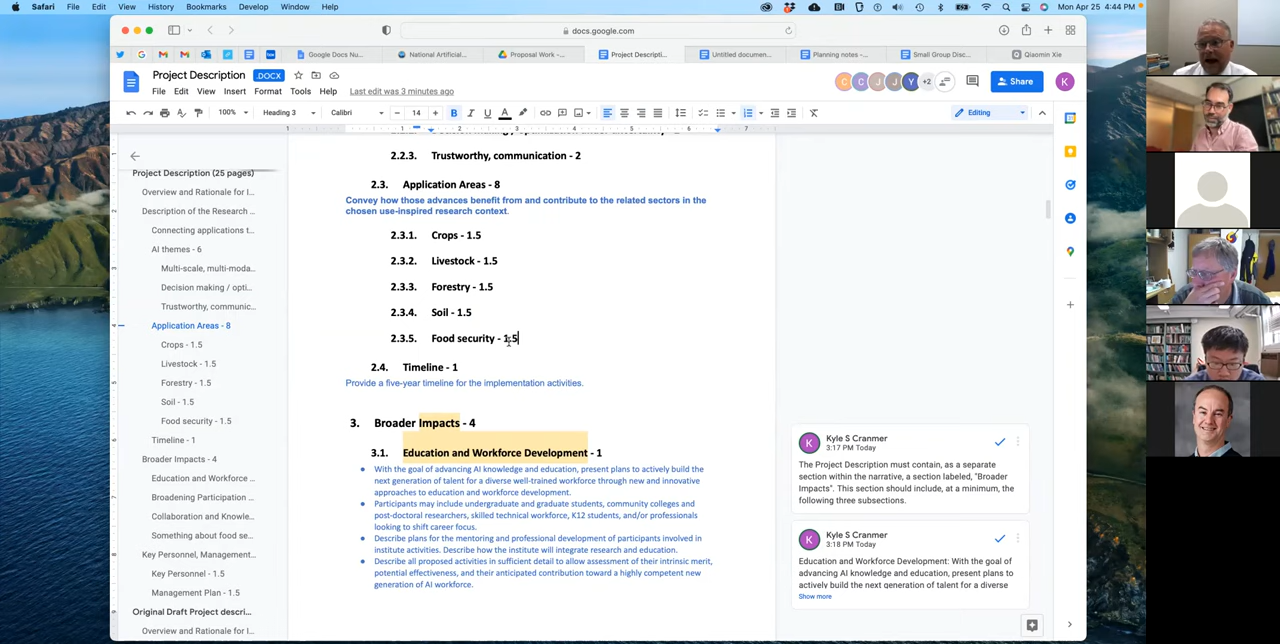 Safari File Edit View History Bookmarks Develop Window Help Mon Apr 25 4:44 PM
docs.google.com
Google Docs Nu... National Artificial... Proposal Work -... Project Descripti... Untitled documen... Planning notes -... Small Group Disc... Qiaomin Xie
Project Description .DOCX
File Edit View Insert Format Tools Help Last edit was 3 minutes ago
C C J J Y +2 Share K
100% Heading 3 Calibri 14 B I U A Editing
1 1 2 3 4 5 6 7
Project Description (25 pages)
Overview and Rationale for I...
Description of the Research ...
Connecting applications t...
AI themes - 6
Multi-scale, multi-moda...
Decision making / opti...
Trustworthy, communic...
Application Areas - 8
Crops - 1.5
Livestock - 1.5
Forestry - 1.5
Soil - 1.5
Food security - 1.5
Timeline - 1
Broader Impacts - 4
Education and Workforce ...
Broadening Participation ...
Collaboration and Knowle...
Something about food se...
Key Personnel, Management...
Key Personnel - 1.5
Management Plan - 1.5
Original Draft Project descri...
Overview and Rationale for I...
2.2.3. Trustworthy, communication - 2
2.3. Application Areas - 8
Convey how those advances benefit from and contribute to the related sectors in the
chosen use-inspired research context.
2.3.1. Crops - 1.5
2.3.2. Livestock - 1.5
2.3.3. Forestry - 1.5
2.3.4. Soil - 1.5
2.3.5. Food security - 1.5
2.4. Timeline - 1
Provide a five-year timeline for the implementation activities.
3. Broader Impacts - 4
3.1. Education and Workforce Development - 1
• With the goal of advancing AI knowledge and education, present plans to actively build the
next generation of talent for a diverse well-trained workforce through new and innovative
approaches to education and workforce development.
• Participants may include undergraduate and graduate students, community colleges and
post-doctoral researchers, skilled technical workforce, K12 students, and/or professionals
looking to shift career focus.
• Describe plans for the mentoring and professional development of participants involved in
institute activities. Describe how the institute will integrate research and education.
• Describe all proposed activities in sufficient detail to allow assessment of their intrinsic merit,
potential effectiveness, and their anticipated contribution toward a highly competent new
generation of AI workforce.
K Kyle S Cranmer
3:17 PM Today
The Project Description must contain, as a separate
section within the narrative, a section labeled, "Broader
Impacts". This section should include, at a minimum, the
following three subsections.
K Kyle S Cranmer
3:18 PM Today
Education and Workforce Development: With the goal of
advancing AI knowledge and education, present plans to
actively build the next generation of talent for a diverse
Show more